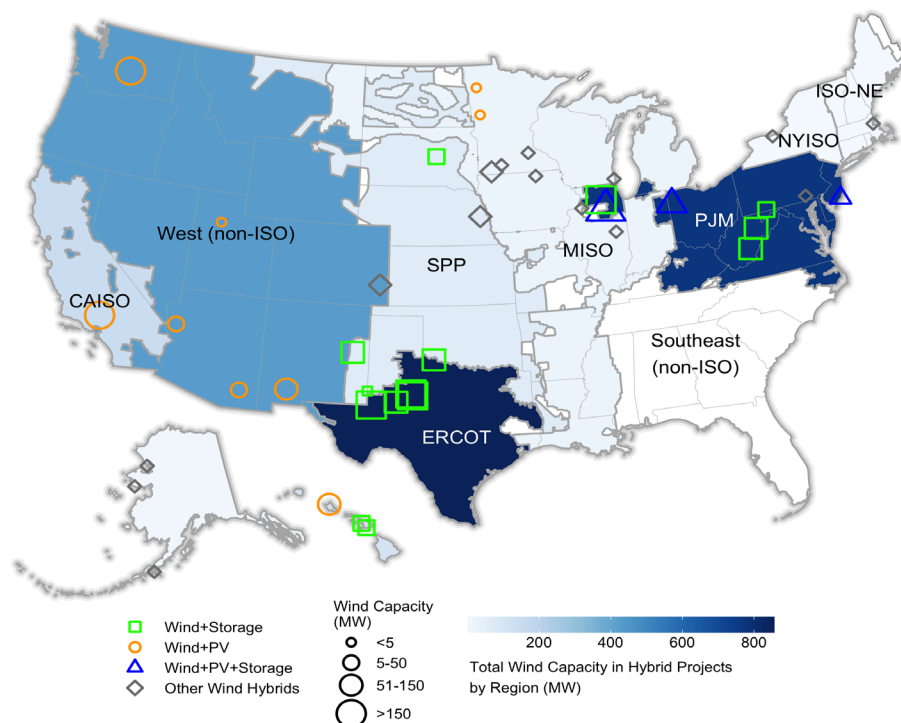 ISO-NE
NYISO
PJM
West (non-ISO)
MISO
SPP
CAISO
Southeast
(non-ISO)
ERCOT
Wind+Storage
Wind+PV
Wind+PV+Storage
Other Wind Hybrids
Wind Capacity
(MW)
<5
5-50
51-150
>150
200 400 600 800
Total Wind Capacity in Hybrid Projects
by Region (MW)